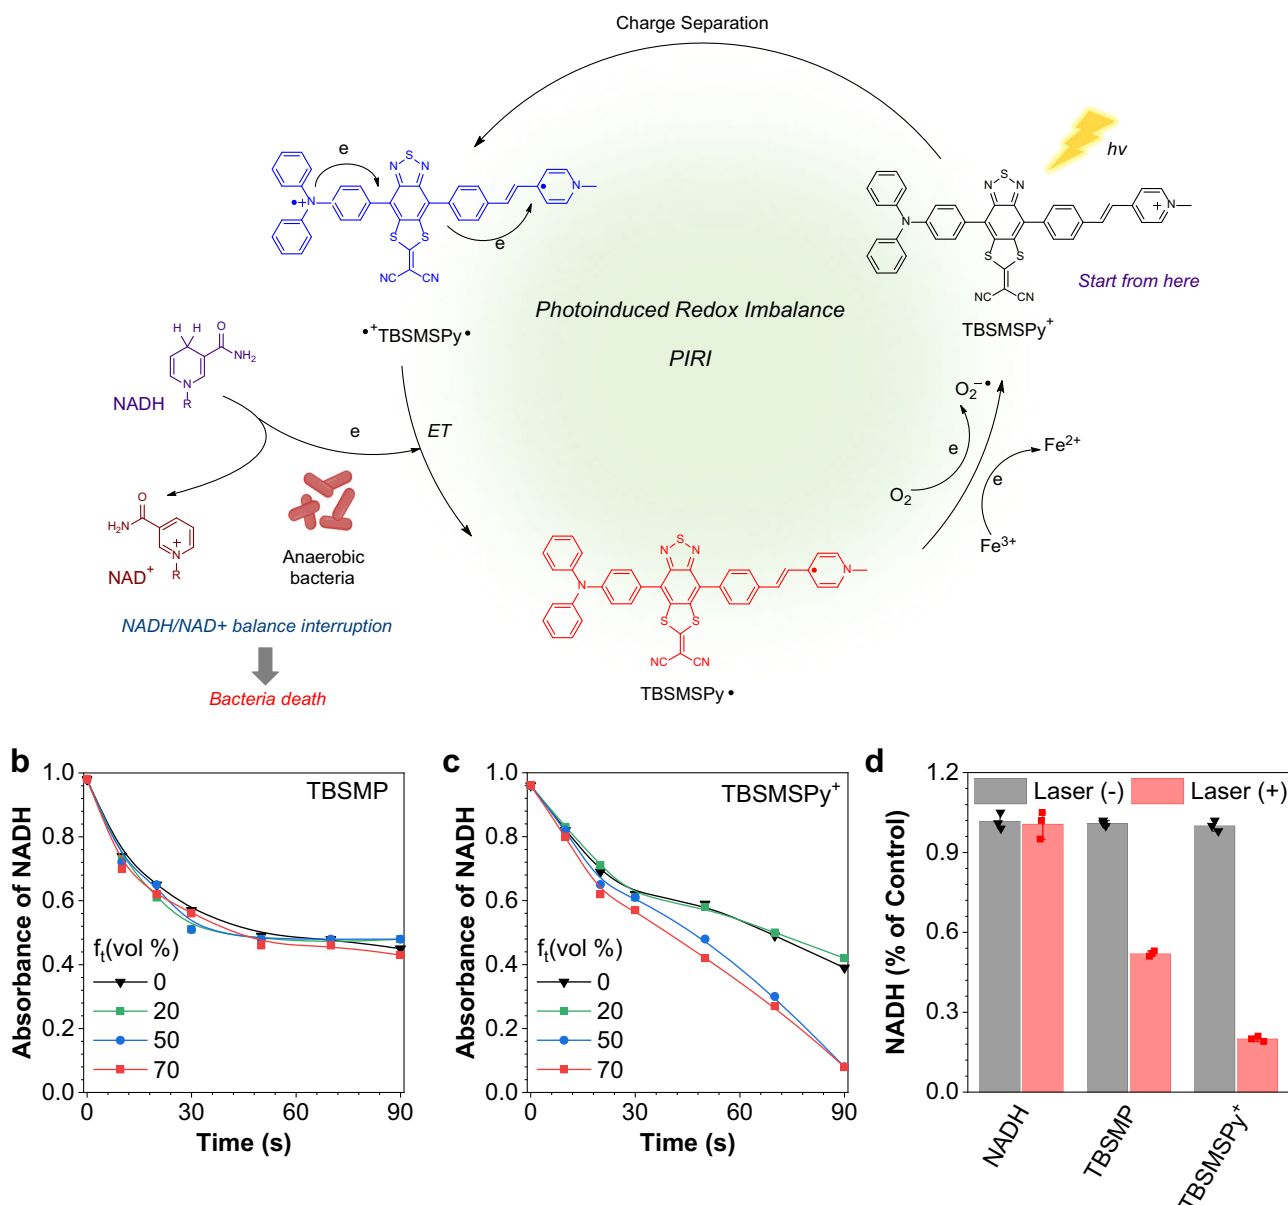 Charge Separation
hv
e
e
N
S
N
N
S
S
NC
CN
N
N
S
N
N
S
S
NC
CN
N
+
Start from here
TBSMSPy+
•+TBSMSPy•
Photoinduced Redox Imbalance
PIRI
H H
O
NH2
N
R
NADH
e
ET
O2−•
e
O2
Fe2+
e
Fe3+
O
H2N
+
N
R
NAD+
Anaerobic
bacteria
NADH/NAD+ balance interruption
Bacteria death
N
S
N
N
S
S
NC
CN
N
TBSMSPy•
b
TBSMP
Absorbance of NADH
1.0
0.8
0.6
0.4
0.2
0.0
ft(vol %)
0
20
50
70
0
30
60
90
Time (s)
c
TBSMSPy+
Absorbance of NADH
1.0
0.8
0.6
0.4
0.2
0.0
ft(vol %)
0
20
50
70
0
30
60
90
Time (s)
d
Laser (-)
Laser (+)
NADH (% of Control)
1.2
0.9
0.6
0.3
0.0
NADH
TBSMP
TBSMSPy+